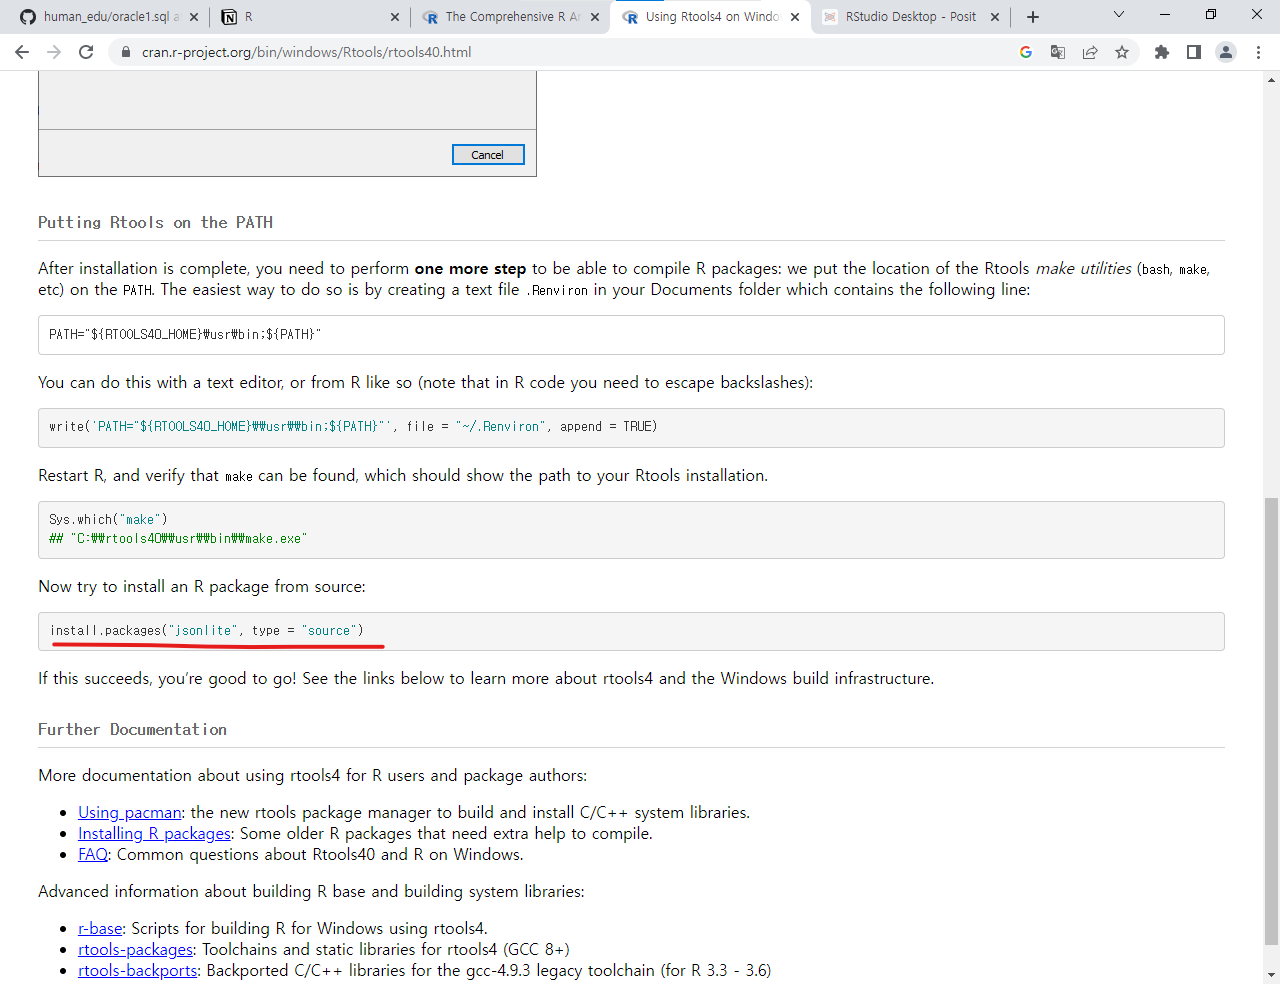 human_edu/oracle1.sql a
R
The Comprehensive R Ar
Using Rtools4 on Windo
RStudio Desktop - Posit
cran.r-project.org/bin/windows/Rtools/rtools40.html
Cancel
Putting Rtools on the PATH
After installation is complete, you need to perform one more step to be able to compile R packages: we put the location of the Rtools make utilities (bash, make,
etc) on the PATH. The easiest way to do so is by creating a text file .Renviron in your Documents folder which contains the following line:
PATH="${RTOOLS40_HOME}₩usr₩bin;${PATH}"
You can do this with a text editor, or from R like so (note that in R code you need to escape backslashes):
write('PATH="${RTOOLS40_HOME}₩₩usr₩₩bin;${PATH}"', file = "~/.Renviron", append = TRUE)
Restart R, and verify that make can be found, which should show the path to your Rtools installation.
Sys.which("make")
## "C:₩₩rtools40₩₩usr₩₩bin₩₩make.exe"
Now try to install an R package from source:
install.packages("jsonlite", type = "source")
If this succeeds, you're good to go! See the links below to learn more about rtools4 and the Windows build infrastructure.
Further Documentation
More documentation about using rtools4 for R users and package authors:
Using pacman: the new rtools package manager to build and install C/C++ system libraries.
Installing R packages: Some older R packages that need extra help to compile.
FAQ: Common questions about Rtools40 and R on Windows.
Advanced information about building R base and building system libraries:
r-base: Scripts for building R for Windows using rtools4.
rtools-packages: Toolchains and static libraries for rtools4 (GCC 8+)
rtools-backports: Backported C/C++ libraries for the gcc-4.9.3 legacy toolchain (for R 3.3 - 3.6)